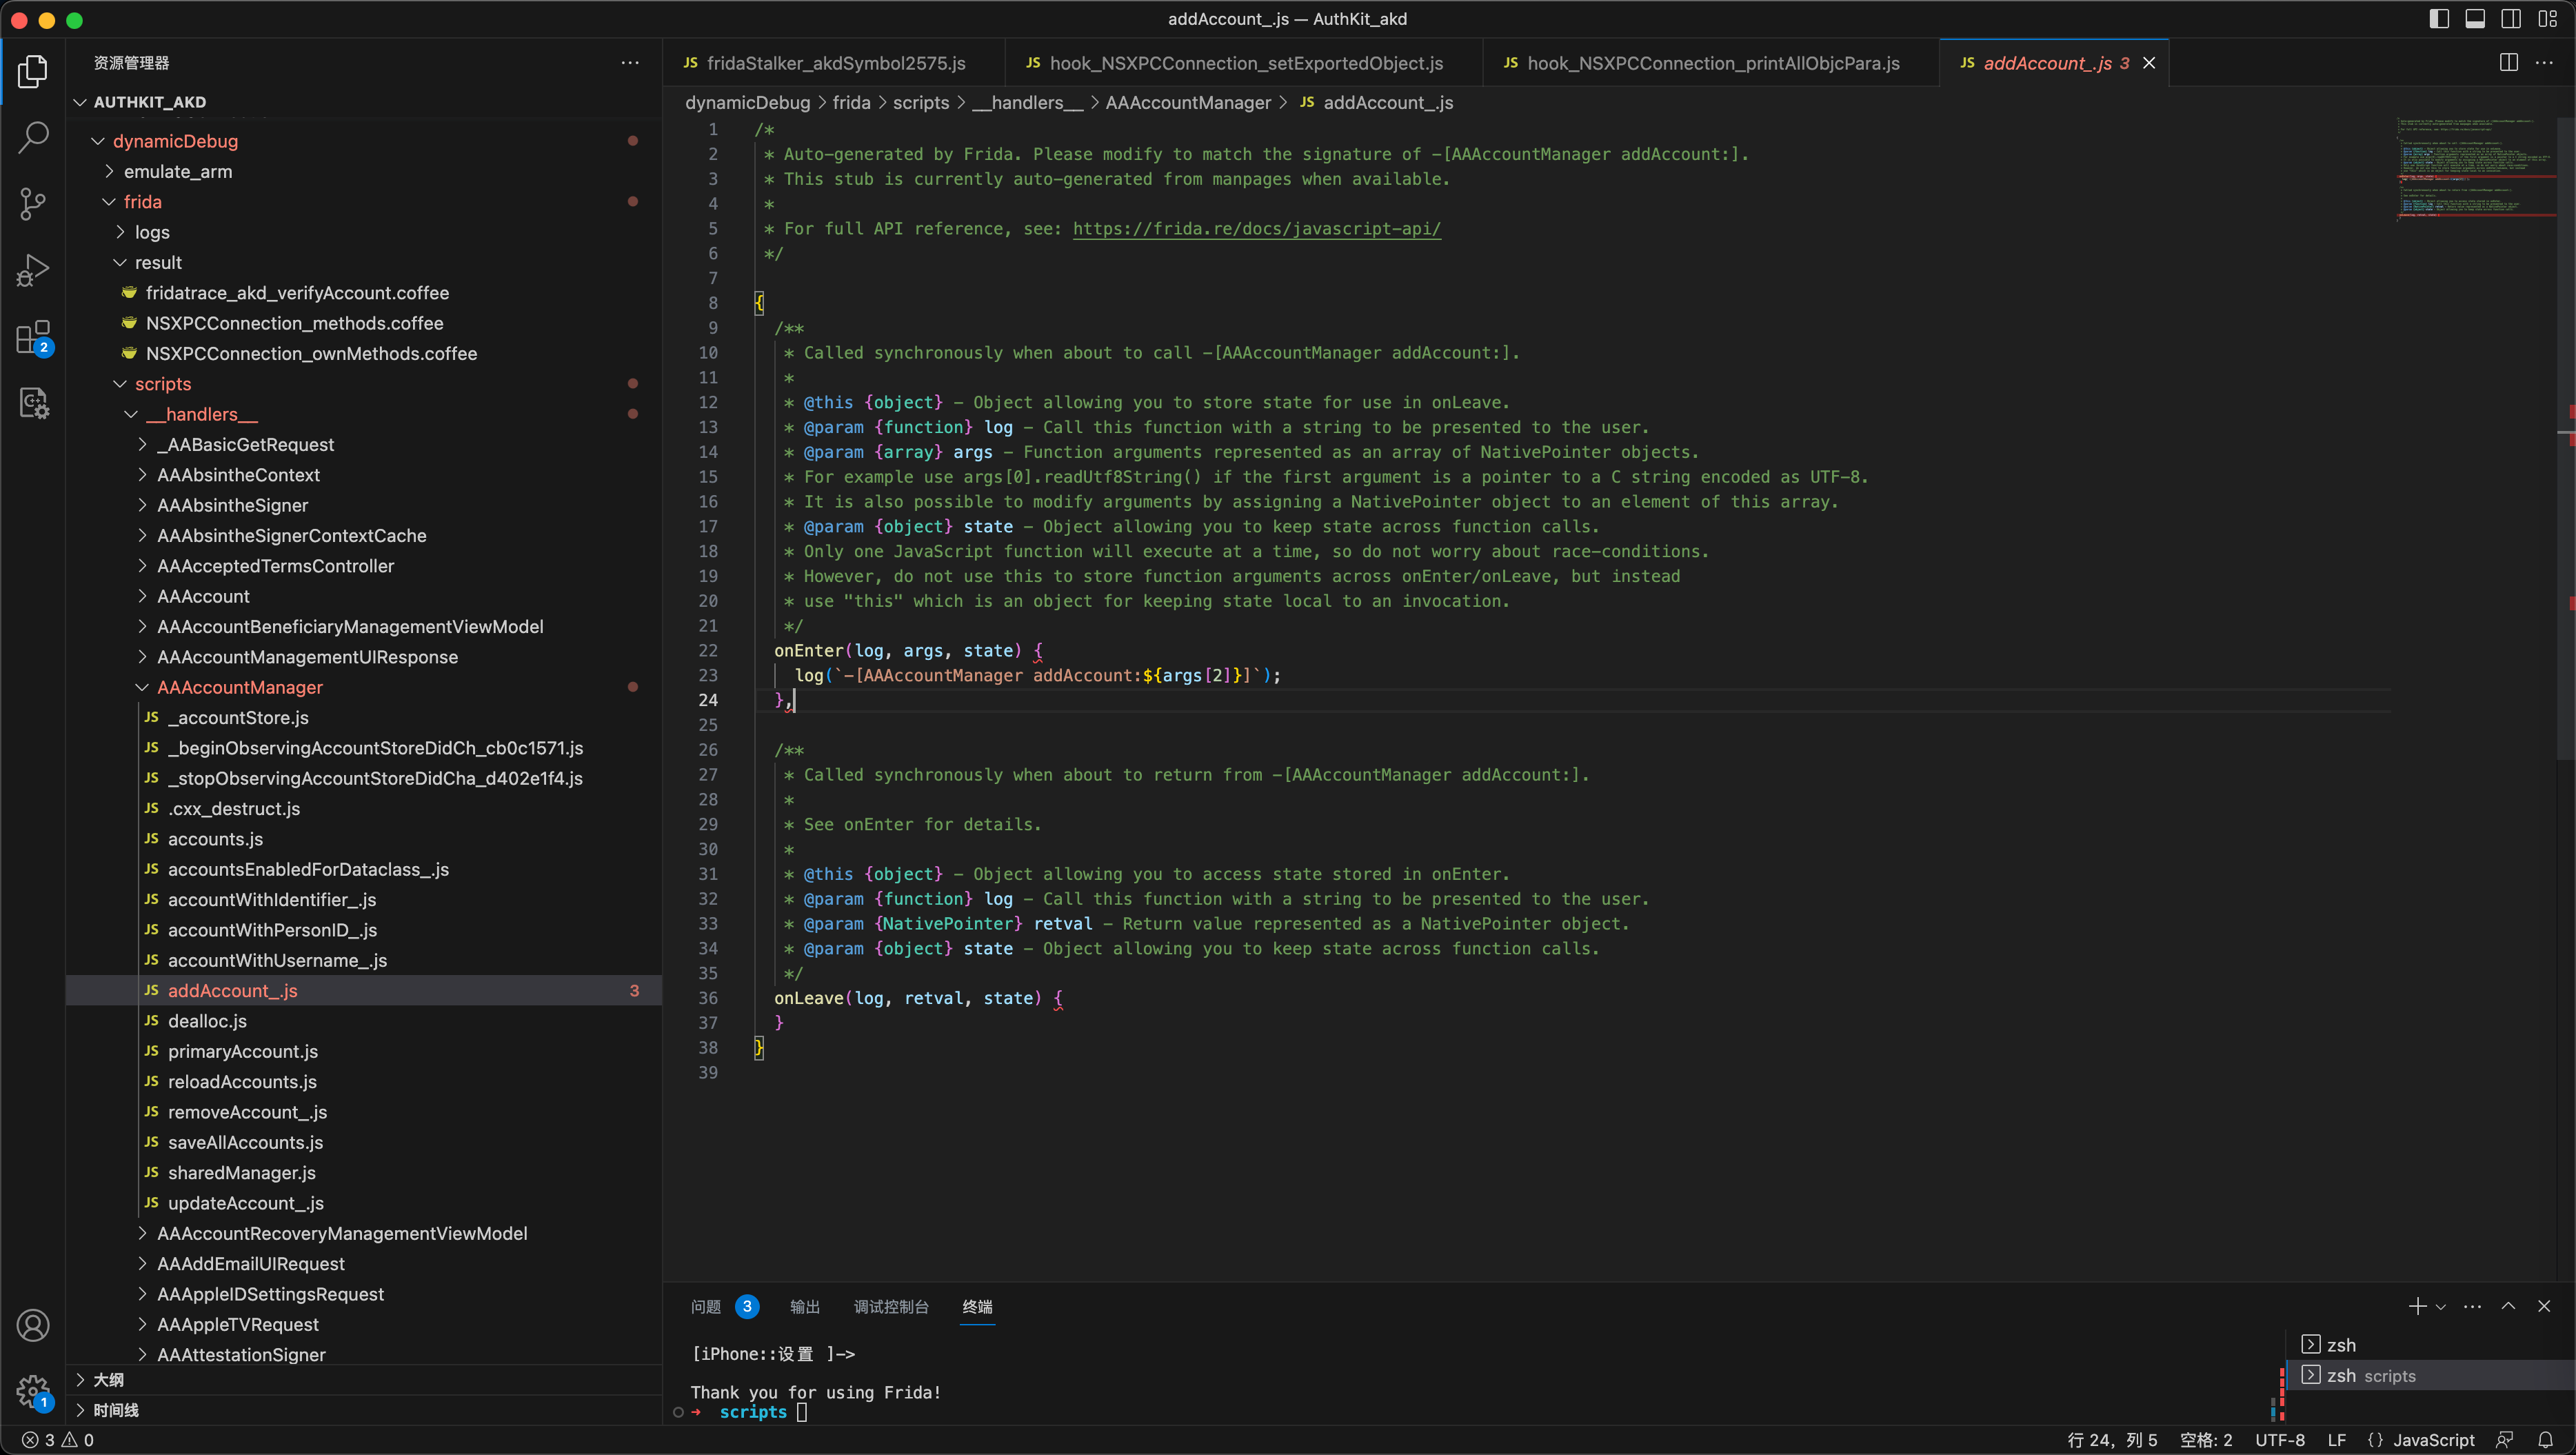 addAccount_.js — AuthKit_akd
资源管理器
AUTHKIT_AKD
dynamicDebug
emulate_arm
frida
logs
result
fridatrace_akd_verifyAccount.coffee
NSXPCConnection_methods.coffee
NSXPCConnection_ownMethods.coffee
scripts
__handlers__
_AABasicGetRequest
AAAbsintheContext
AAAbsintheSigner
AAAbsintheSignerContextCache
AAAcceptedTermsController
AAAccount
AAAccountBeneficiaryManagementViewModel
AAAccountManagementUIResponse
AAAccountManager
JS _accountStore.js
JS _beginObservingAccountStoreDidCh_cb0c1571.js
JS _stopObservingAccountStoreDidCha_d402e1f4.js
JS .cxx_destruct.js
JS accounts.js
JS accountsEnabledForDataclass_.js
JS accountWithIdentifier_.js
JS accountWithPersonID_.js
JS accountWithUsername_.js
JS addAccount_.js 3
JS dealloc.js
JS primaryAccount.js
JS reloadAccounts.js
JS removeAccount_.js
JS saveAllAccounts.js
JS sharedManager.js
JS updateAccount_.js
AAAccountRecoveryManagementViewModel
AAAddEmailUIRequest
AAAppleIDSettingsRequest
AAAppleTVRequest
AAAttestationSigner
大纲
时间线
2
1
JS fridaStalker_akdSymbol2575.js JS hook_NSXPCConnection_setExportedObject.js JS hook_NSXPCConnection_printAllObjcPara.js JS addAccount_.js 3
dynamicDebug > frida > scripts > __handlers__ > AAAccountManager > JS addAccount_.js
1 /*
2 * Auto-generated by Frida. Please modify to match the signature of -[AAAccountManager addAccount:].
3 * This stub is currently auto-generated from manpages when available.
4 *
5 * For full API reference, see: https://frida.re/docs/javascript-api/
6 */
7
8 {
9 /**
10 * Called synchronously when about to call -[AAAccountManager addAccount:].
11 *
12 * @this {object} - Object allowing you to store state for use in onLeave.
13 * @param {function} log - Call this function with a string to be presented to the user.
14 * @param {array} args - Function arguments represented as an array of NativePointer objects.
15 * For example use args[0].readUtf8String() if the first argument is a pointer to a C string encoded as UTF-8.
16 * It is also possible to modify arguments by assigning a NativePointer object to an element of this array.
17 * @param {object} state - Object allowing you to keep state across function calls.
18 * Only one JavaScript function will execute at a time, so do not worry about race-conditions.
19 * However, do not use this to store function arguments across onEnter/onLeave, but instead
20 * use "this" which is an object for keeping state local to an invocation.
21 */
22 onEnter(log, args, state) {
23 log(`-[AAAccountManager addAccount:${args[2]}]`);
24 },
25
26 /**
27 * Called synchronously when about to return from -[AAAccountManager addAccount:].
28 *
29 * See onEnter for details.
30 *
31 * @this {object} - Object allowing you to access state stored in onEnter.
32 * @param {function} log - Call this function with a string to be presented to the user.
33 * @param {NativePointer} retval - Return value represented as a NativePointer object.
34 * @param {object} state - Object allowing you to keep state across function calls.
35 */
36 onLeave(log, retval, state) {
37 }
38 }
39
问题 3 输出 调试控制台 终端
[iPhone::设置 ]->
Thank you for using Frida!
➜ scripts
zsh
zsh scripts
3 0
行 24, 列 5 空格: 2 UTF-8 LF {} JavaScript